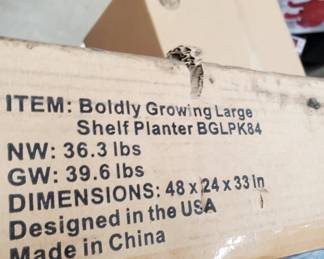 ITEM: Boldly Growing Large
Shelf Planter BGLPK84
NW: 36.3 lbs
GW: 39.6 lbs
DIMENSIONS: 48 x 24 x 33 in
Designed in the USA
Made in China